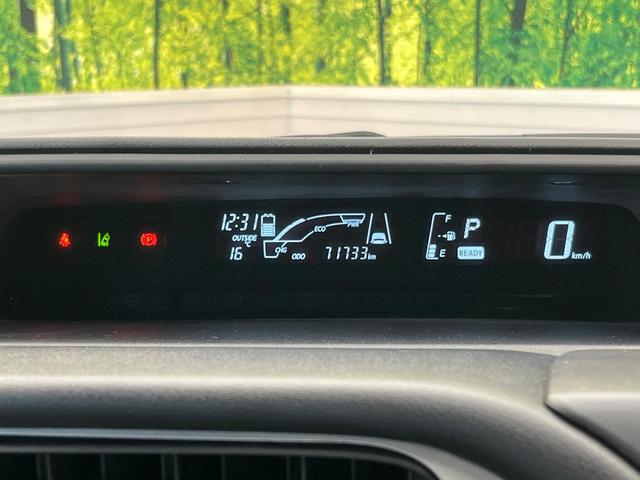 12:31
OUTSIDE
16 °C
CHG
ECO
PWR
ODO 71733 km
F
E
P
READY
0 km/h
P